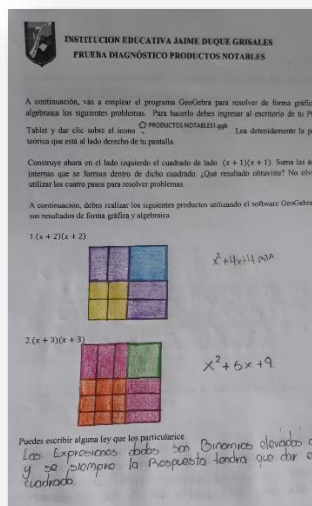 INSTITUCION EDUCATIVA JAIME DUQUE GRISALES
PRUEBA DIAGNÓSTICO PRODUCTOS NOTABLES
A continuación, vas a emplear el programa GeoGebra para resolver de forma gráfic
algebraica los siguientes problemas. Para hacerlo debes ingresar al escritorio de tu P
Tablet y dar clic sobre el icono PRODUCTOS NOTABLES1.ggb . Lea detenidamente la p
teórica que está al lado derecho de tu pantalla.
Construye ahora en el lado izquierdo el cuadrado de lado (x + 1)(x + 1). Suma las á
internas que se forman dentro de dicho cuadrado. ¿Qué resultado obtuviste? No olv
utilizar los cuatro pasos para resolver problemas.
A continuación, debes realizar los siguientes productos utilizando el software GeoGebra
sus resultados de forma gráfica y algebraica
1.(x + 2)(x + 2)
x² + 4x + 4
2.(x + 3)(x + 3)
x² + 6x + 9.
Puedes escribir alguna ley que los particularice
Las Expresiones dadas son Binomios elevados
y se siempre la Respuesta tendra que dar
cuadrada.